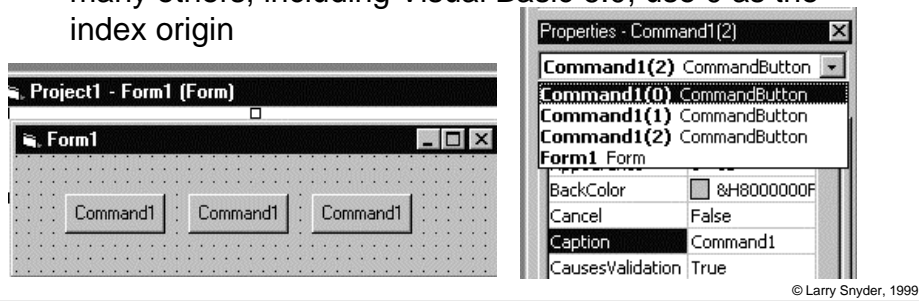 many others, including Visual Basic 6.0, use 0 as the
index origin
Project1 - Form1 (Form)
Form1
Command1 Command1 Command1
Properties - Command1(2)
Command1(2) CommandButton
Command1(0) CommandButton
Command1(1) CommandButton
Command1(2) CommandButton
Form1 Form
BackColor &H8000000F
Cancel False
Caption Command1
CausesValidation True
© Larry Snyder, 1999